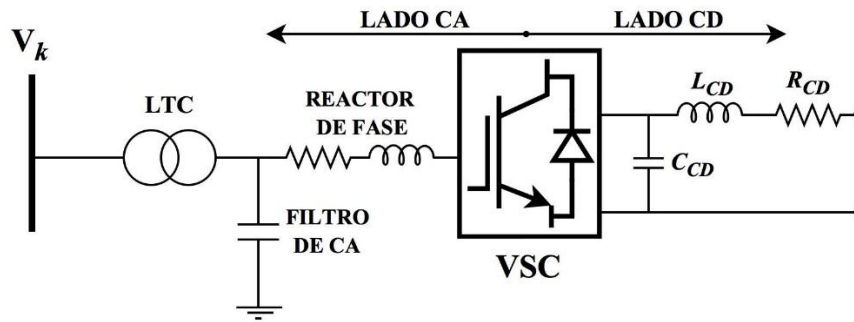 LADO CA
LADO CD
V_k
LTC
REACTOR
DE FASE
L_CD
R_CD
C_CD
FILTRO
DE CA
VSC